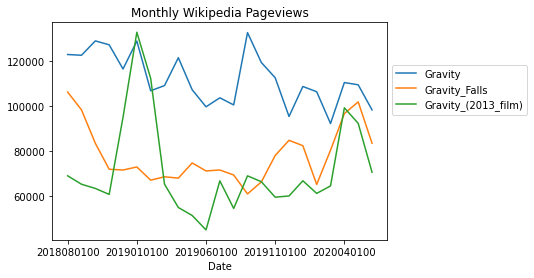 Monthly Wikipedia Pageviews
120000
100000
80000
60000
2018080100 2019010100 2019060100 2019110100 2020040100
Date
Gravity
Gravity_Falls
Gravity_(2013_film)